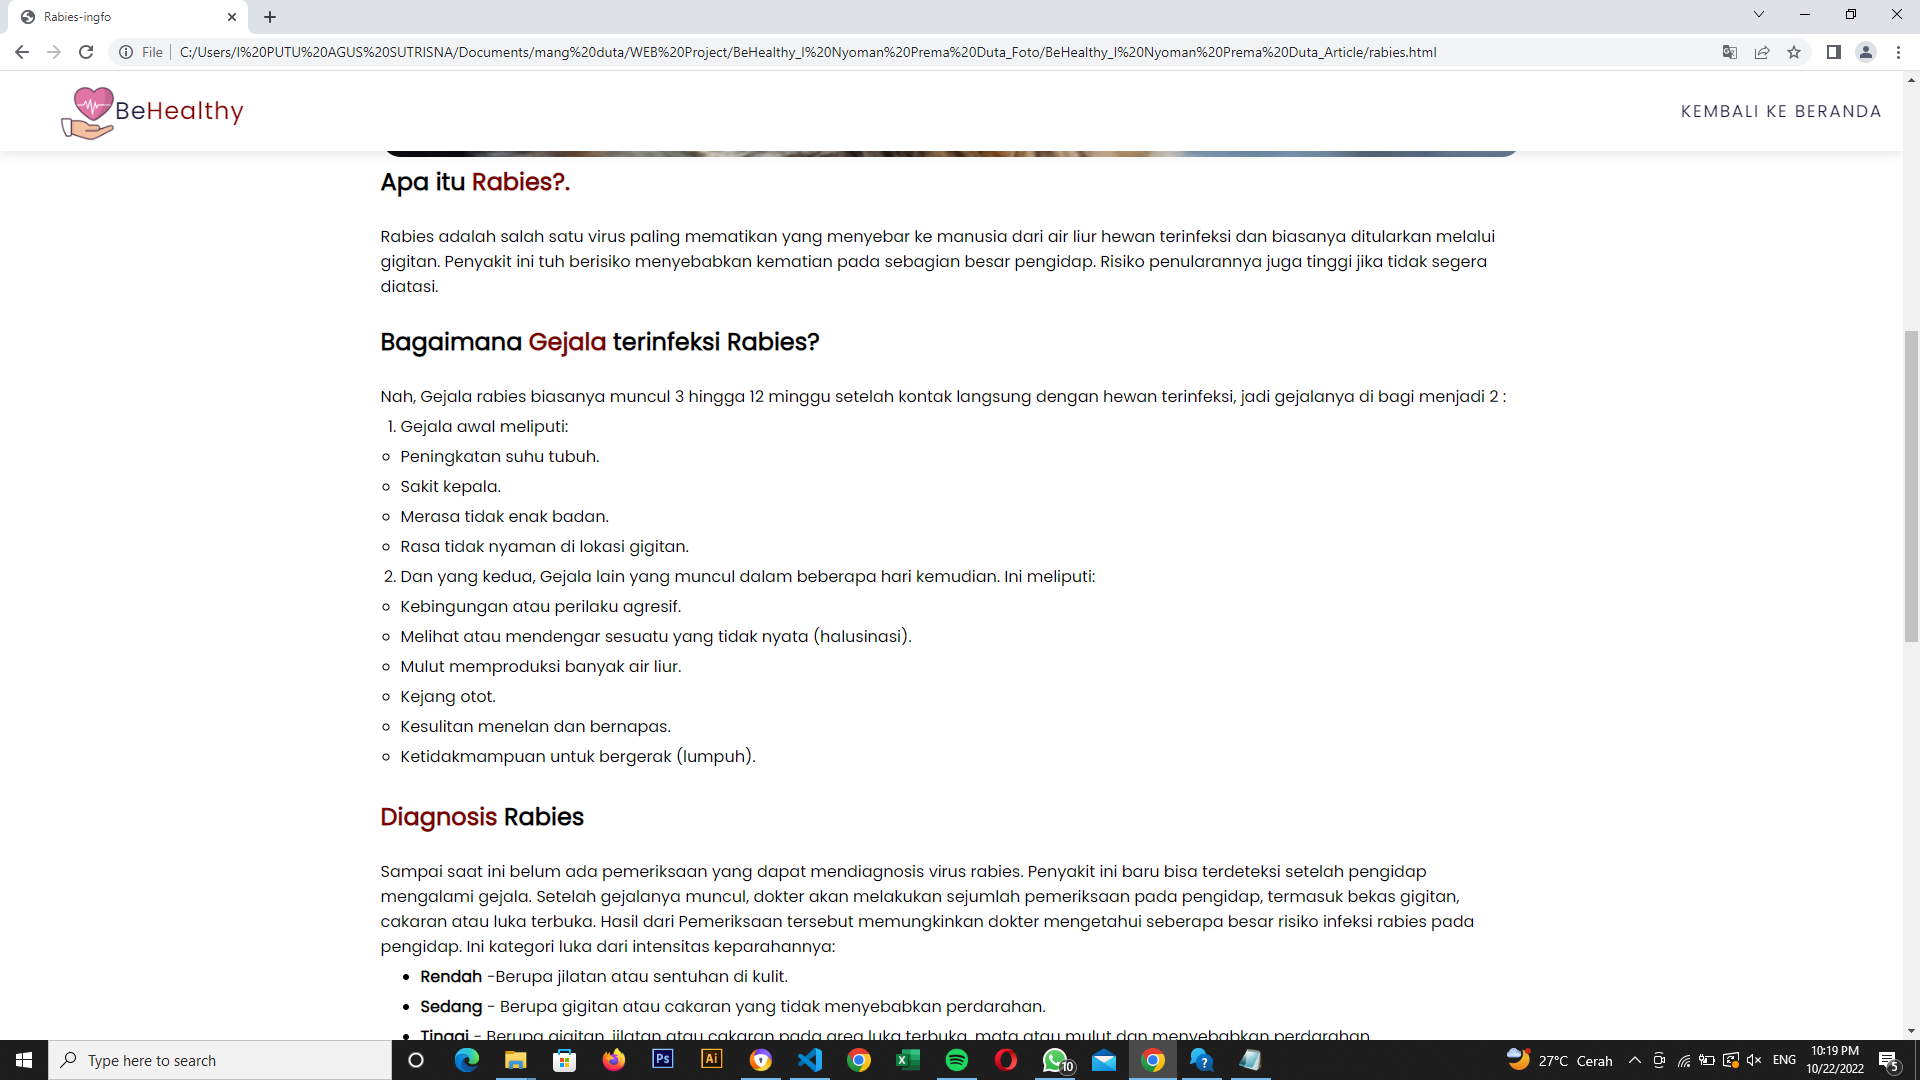 Rabies-ingfo
File
C:/Users/I%20PUTU%20AGUS%20SUTRISNA/Documents/mang%20duta/WEB%20Project/BeHealthy_I%20Nyoman%20Prema%20Duta_Foto/BeHealthy_I%20Nyoman%20Prema%20Duta_Article/rabies.html
BeHealthy
KEMBALI KE BERANDA
Apa itu Rabies?.
Rabies adalah salah satu virus paling mematikan yang menyebar ke manusia dari air liur hewan terinfeksi dan biasanya ditularkan melalui
gigitan. Penyakit ini tuh berisiko menyebabkan kematian pada sebagian besar pengidap. Risiko penularannya juga tinggi jika tidak segera
diatasi.
Bagaimana Gejala terinfeksi Rabies?
Nah, Gejala rabies biasanya muncul 3 hingga 12 minggu setelah kontak langsung dengan hewan terinfeksi, jadi gejalanya di bagi menjadi 2 :
1. Gejala awal meliputi:
Peningkatan suhu tubuh.
Sakit kepala.
Merasa tidak enak badan.
Rasa tidak nyaman di lokasi gigitan.
2. Dan yang kedua, Gejala lain yang muncul dalam beberapa hari kemudian. Ini meliputi:
Kebingungan atau perilaku agresif.
Melihat atau mendengar sesuatu yang tidak nyata (halusinasi).
Mulut memproduksi banyak air liur.
Kejang otot.
Kesulitan menelan dan bernapas.
Ketidakmampuan untuk bergerak (lumpuh).
Diagnosis Rabies
Sampai saat ini belum ada pemeriksaan yang dapat mendiagnosis virus rabies. Penyakit ini baru bisa terdeteksi setelah pengidap
mengalami gejala. Setelah gejalanya muncul, dokter akan melakukan sejumlah pemeriksaan pada pengidap, termasuk bekas gigitan,
cakaran atau luka terbuka. Hasil dari Pemeriksaan tersebut memungkinkan dokter mengetahui seberapa besar risiko infeksi rabies pada
pengidap. Ini kategori luka dari intensitas keparahannya:
Rendah -Berupa jilatan atau sentuhan di kulit.
Sedang - Berupa gigitan atau cakaran yang tidak menyebabkan perdarahan.
Tinggi - Berupa gigitan, jilatan atau cakaran pada area luka terbuka, mata atau mulut dan menyebabkan perdarahan.
Type here to search
Ps
Ai
10
27°C Cerah
ENG
10:19 PM
10/22/2022
5